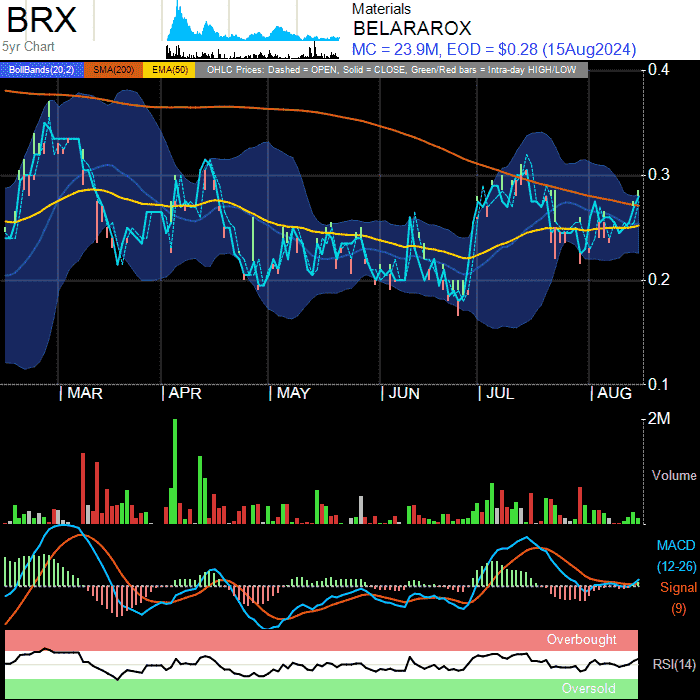 BRX
5yr Chart
Materials
BELARAROX
MC = 23.9M, EOD = $0.28 (15Aug2024)
BollBands(20,2) SMA(200) EMA(50) OHLC Prices: Dashed = OPEN, Solid = CLOSE, Green/Red bars = Intra-day HIGH/LOW
0.4
0.3
0.2
0.1
| MAR | APR | MAY | JUN | JUL | AUG
2M
Volume
MACD
(12-26)
Signal
(9)
Overbought
RSI(14)
Oversold